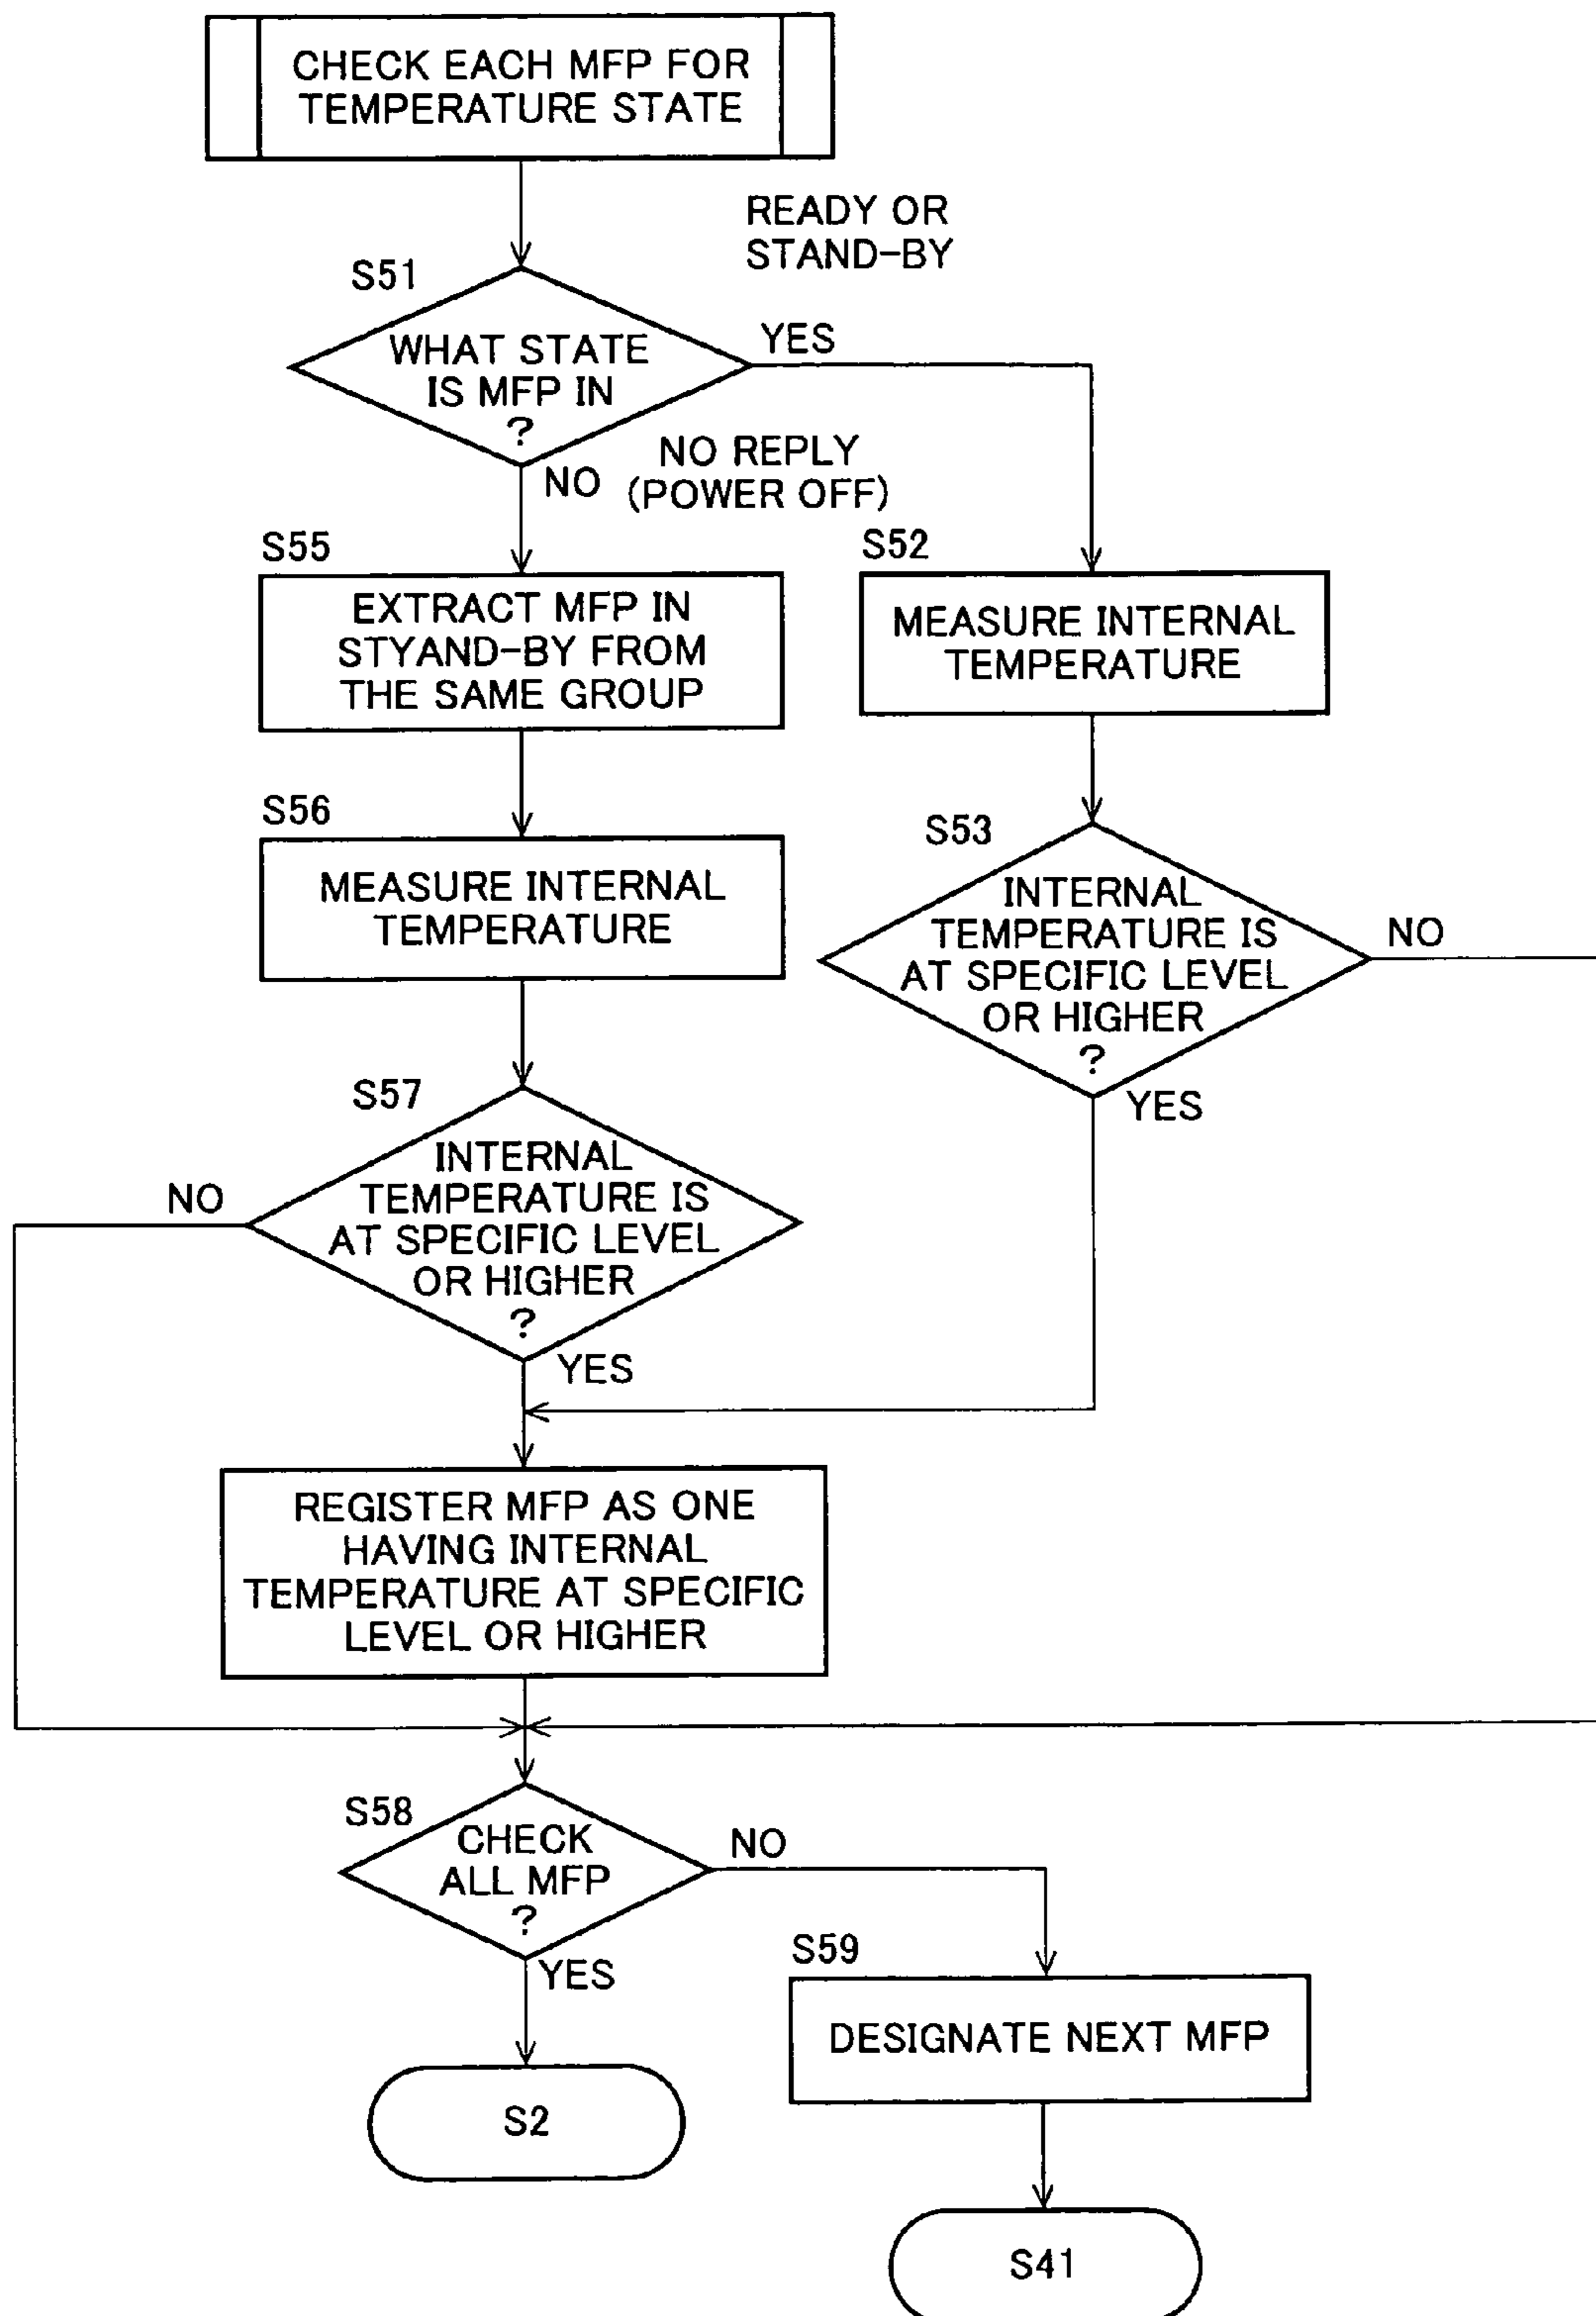 CHECK EACH MFP FOR
TEMPERATURE STATE
READY OR
STAND-BY
S51
WHAT STATE
IS MFP IN
?
YES
NO
NO REPLY
(POWER OFF)
S55
EXTRACT MFP IN
STYAND-BY FROM
THE SAME GROUP
S52
MEASURE INTERNAL
TEMPERATURE
S56
MEASURE INTERNAL
TEMPERATURE
S53
INTERNAL
TEMPERATURE IS
AT SPECIFIC LEVEL
OR HIGHER
?
NO
YES
S57
INTERNAL
TEMPERATURE IS
AT SPECIFIC LEVEL
OR HIGHER
?
NO
YES
REGISTER MFP AS ONE
HAVING INTERNAL
TEMPERATURE AT SPECIFIC
LEVEL OR HIGHER
S58
CHECK
ALL MFP
?
NO
YES
S59
DESIGNATE NEXT MFP
S2
S41